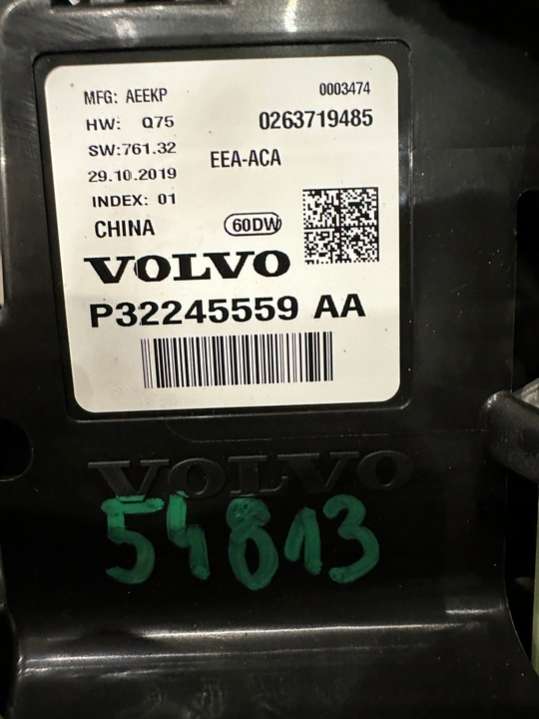 MFG: AEEKP 0003474
HW: Q75 0263719485
SW:761.32 EEA-ACA
29.10.2019
INDEX: 01
CHINA 60DW
VOLVO
P32245559 AA
VOLVO
54813